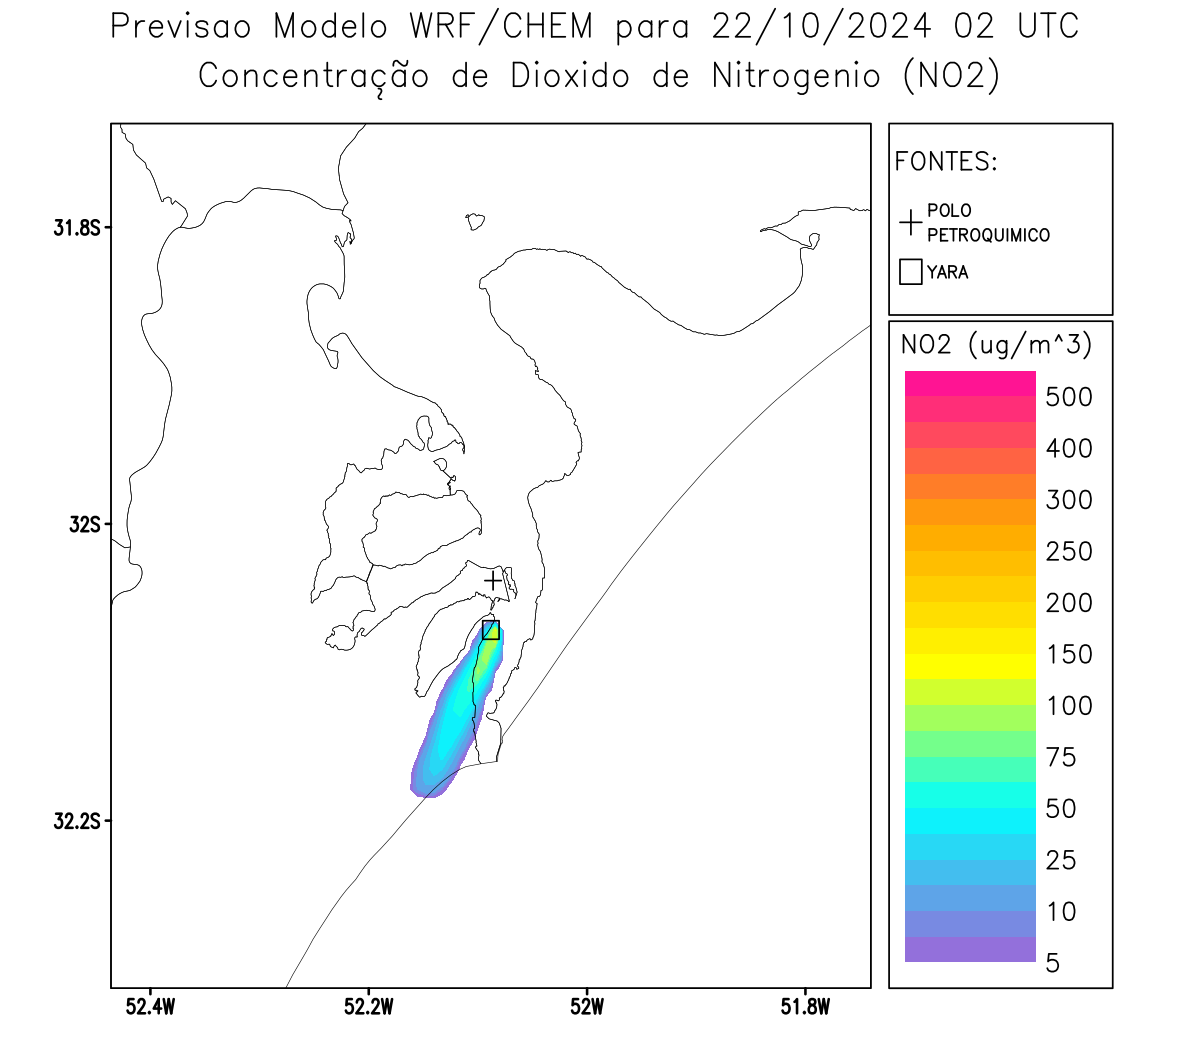 Previsao Modelo WRF/CHEM para 22/10/2024 02 UTC
Concentração de Dioxido de Nitrogenio (NO2)
FONTES:
POLO
PETROQUIMICO
YARA
NO2 (ug/m^3)
500
400
300
250
200
150
100
75
50
25
10
5
31.8S
32S
32.2S
52.4W
52.2W
52W
51.8W